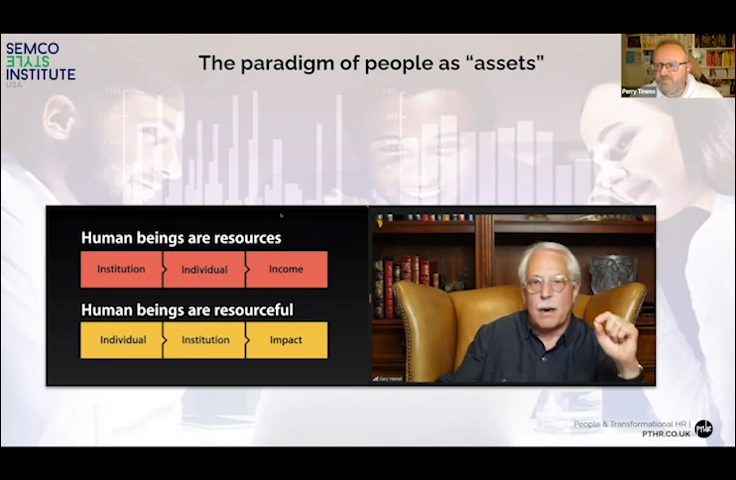 SEMCO
STYLE
INSTITUTE
USA
The paradigm of people as “assets”
Perry Timms
Human beings are resources
Institution
Individual
Income
Human beings are resourceful
Individual
Institution
Impact
Gary Hamel
People & Transformational HR |
PTHR.CO.UK
PTHR